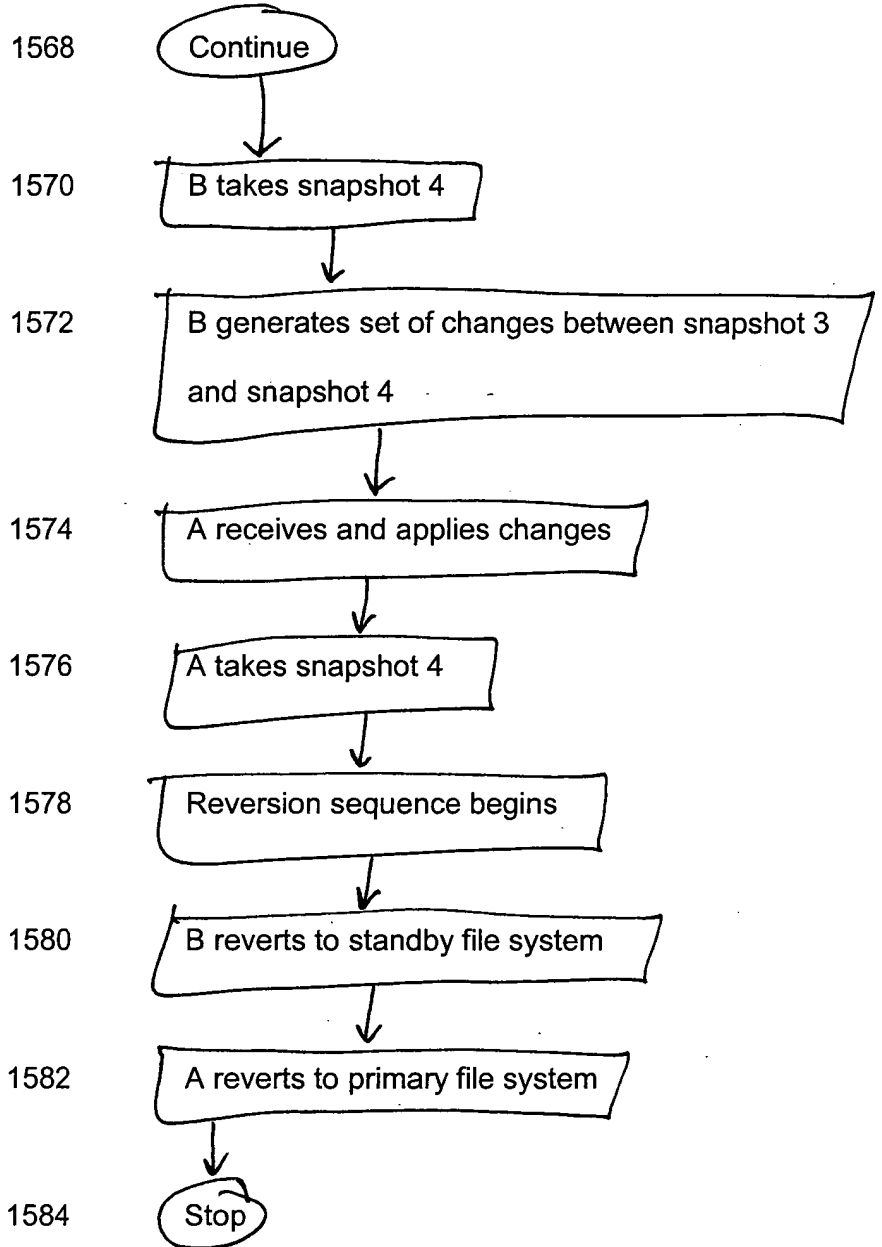 1568 Continue
1570 B takes snapshot 4
1572 B generates set of changes between snapshot 3
and snapshot 4
1574 A receives and applies changes
1576 A takes snapshot 4
1578 Reversion sequence begins
1580 B reverts to standby file system
1582 A reverts to primary file system
1584 Stop